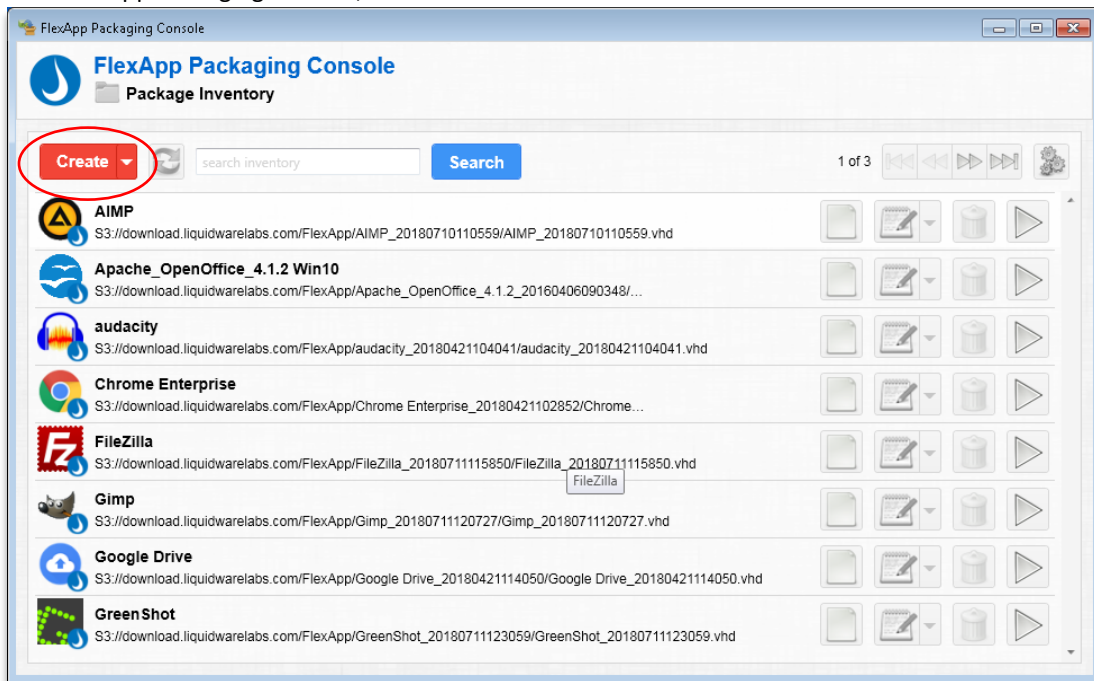 FlexApp Packaging Console
FlexApp Packaging Console
Package Inventory
Create search inventory Search 1 of 3
AIMP
S3://download.liquidwarelabs.com/FlexApp/AIMP_20180710110559/AIMP_20180710110559.vhd
Apache_OpenOffice_4.1.2 Win10
S3://download.liquidwarelabs.com/FlexApp/Apache_OpenOffice_4.1.2_20160406090348/...
audacity
S3://download.liquidwarelabs.com/FlexApp/audacity_20180421104041/audacity_20180421104041.vhd
Chrome Enterprise
S3://download.liquidwarelabs.com/FlexApp/Chrome Enterprise_20180421102852/Chrome...
FileZilla
S3://download.liquidwarelabs.com/FlexApp/FileZilla_20180711115850/FileZilla_20180711115850.vhd
FileZilla
Gimp
S3://download.liquidwarelabs.com/FlexApp/Gimp_20180711120727/Gimp_20180711120727.vhd
Google Drive
S3://download.liquidwarelabs.com/FlexApp/Google Drive_20180421114050/Google Drive_20180421114050.vhd
GreenShot
S3://download.liquidwarelabs.com/FlexApp/GreenShot_20180711123059/GreenShot_20180711123059.vhd